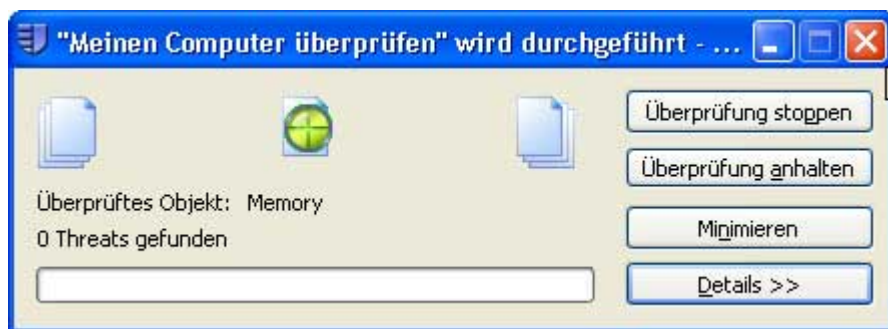 "Meinen Computer überprüfen" wird durchgeführt - ...
Überprüfung stoppen
Überprüfung anhalten
Überprüftes Objekt: Memory
Minimieren
0 Threats gefunden
Details >>